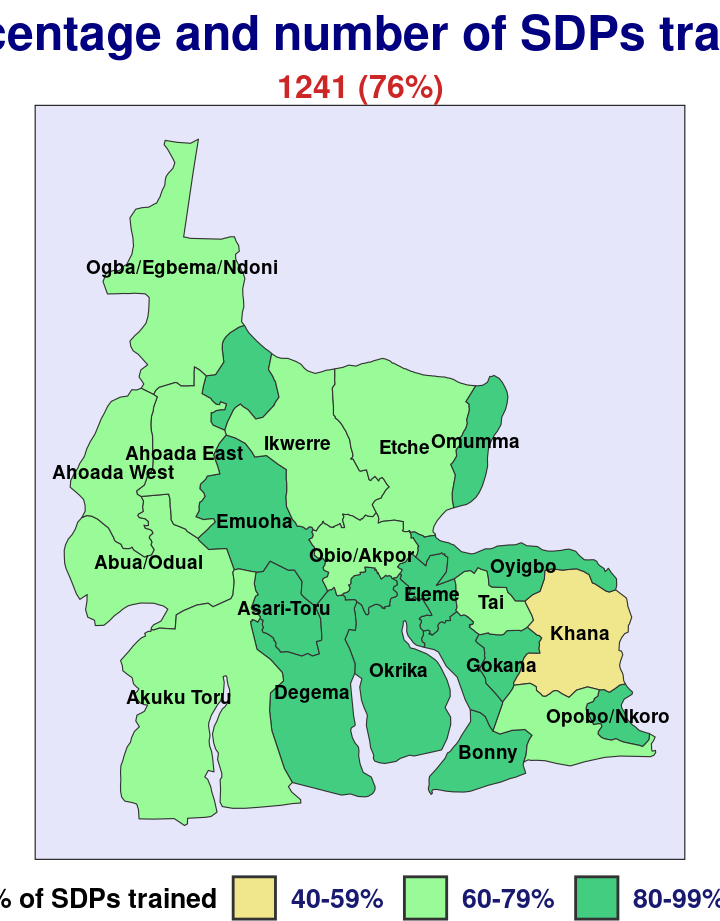 centage and number of SDPs tra
1241 (76%)
Ogba/Egbema/Ndoni
Ikwerre
Etche
Omumma
Ahoada East
Ahoada West
Emuoha
Obio/Akpor
Abua/Odual
Oyigbo
Eleme
Tai
Asari-Toru
Khana
Gokana
Okrika
Degema
Akuku Toru
Opobo/Nkoro
Bonny
% of SDPs trained
40-59%
60-79%
80-99%